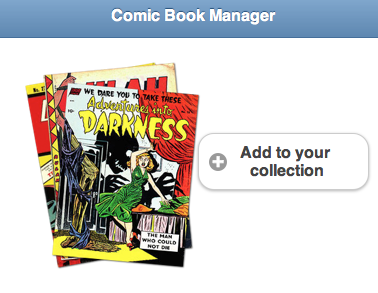 Comic Book Manager
WE DARE YOU TO TAKE THESE
Adventures into
DARKNESS
10¢
Add to your
collection
THE MAN
WHO COULD
NOT DIE